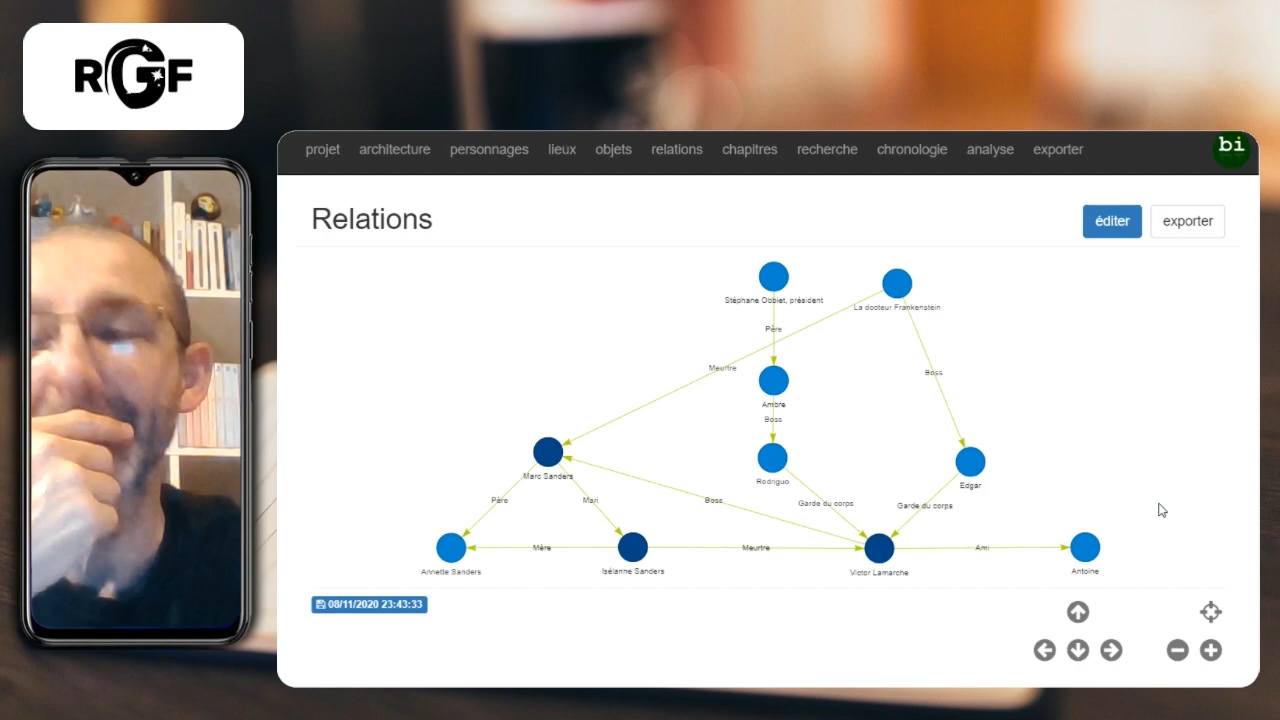 RGF
projet architecture personnages lieux objets relations chapitres recherche chronologie analyse exporter
bi
Relations
éditer
exporter
Stéphane Obbiet, président
La docteur Frankenstein
Père
Meurtre
Boss
Ambre
Boss
Marc Sanders
Rodriguo
Edgar
Père
Mari
Boss
Garde du corps
Garde du corps
Mère
Meurtre
Ami
Annette Sanders
Isélanne Sanders
Victor Lamarche
Antoine
08/11/2020 23:43:33